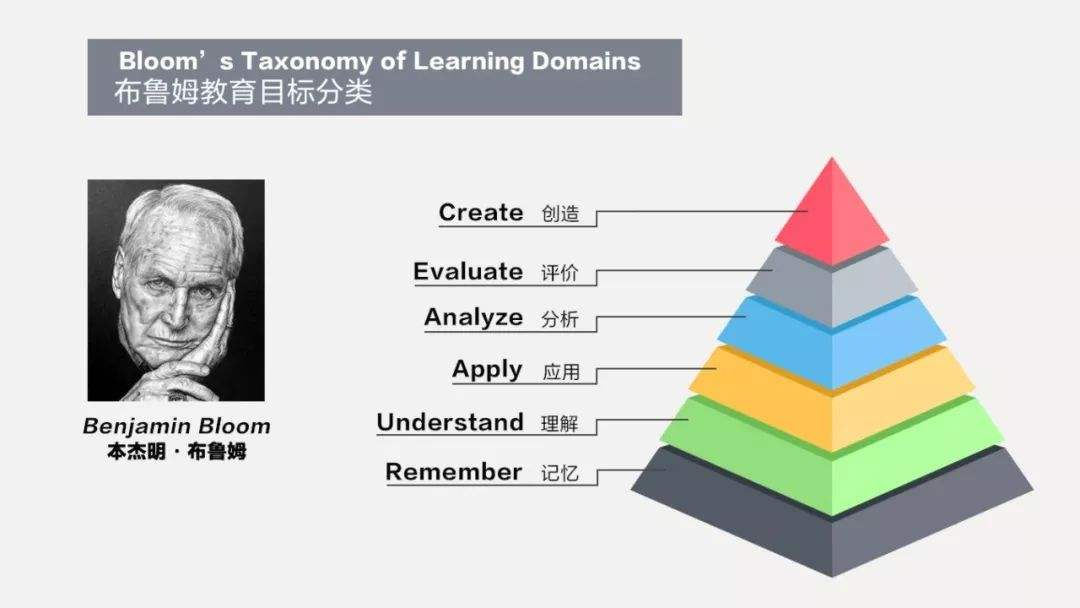 Bloom’s Taxonomy of Learning Domains
布鲁姆教育目标分类
Create 创造
Evaluate 评价
Analyze 分析
Apply 应用
Understand 理解
Remember 记忆
Benjamin Bloom
本杰明·布鲁姆